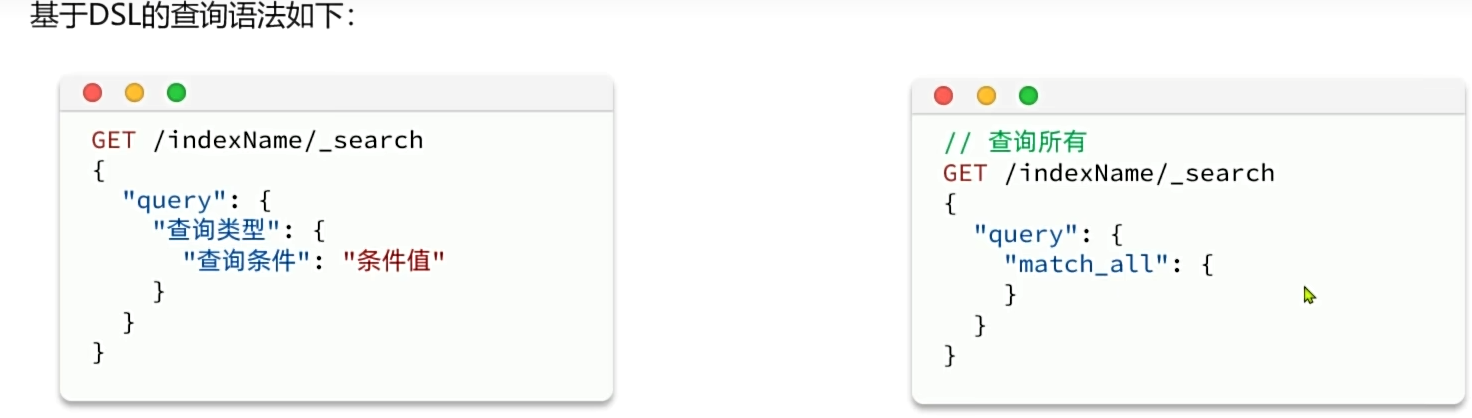 基于DSL的查询语法如下：
GET /indexName/_search
{
  "query": {
    "查询类型": {
      "查询条件": "条件值"
    }
  }
}
// 查询所有
GET /indexName/_search
{
  "query": {
    "match_all": {
    }
  }
}